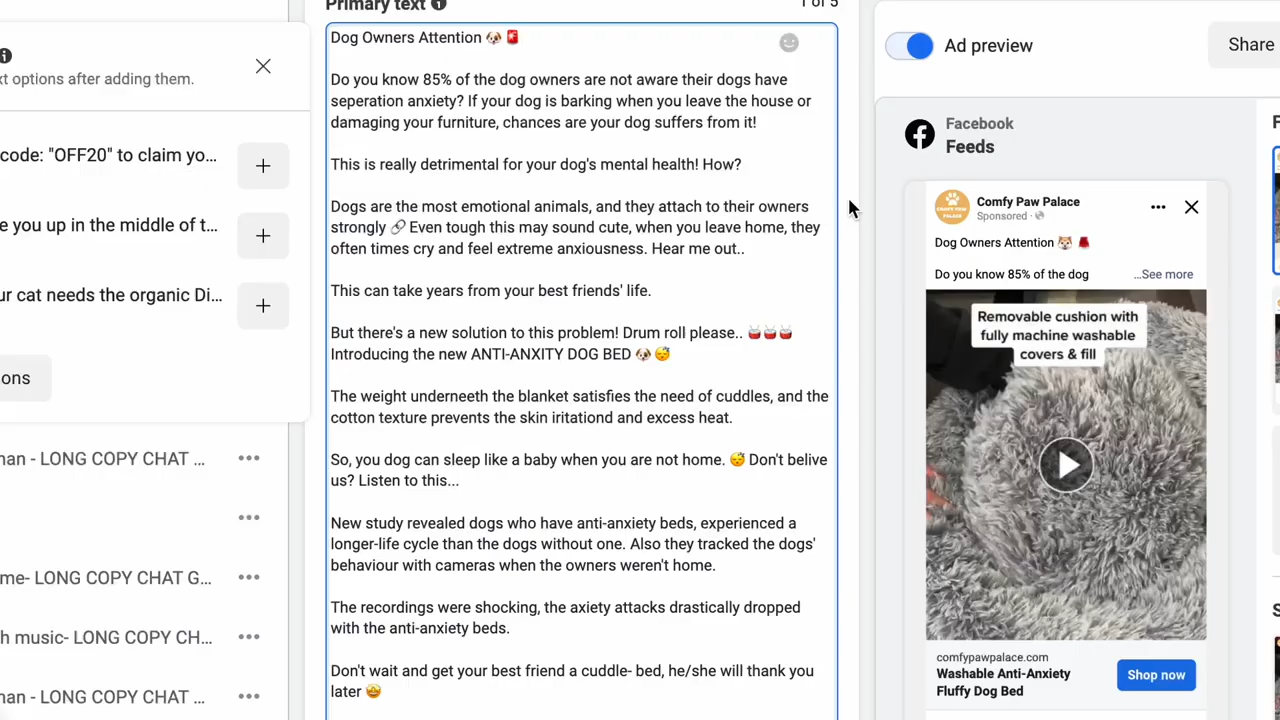 Primary text
1 of 5
xt options after adding them.
code: "OFF20" to claim yo...
e you up in the middle of t...
ur cat needs the organic Di...
ons
nan - LONG COPY CHAT ...
me- LONG COPY CHAT G...
h music- LONG COPY CH...
nan - LONG COPY CHAT ...
Dog Owners Attention 🐶 🚨
Do you know 85% of the dog owners are not aware their dogs have
seperation anxiety? If your dog is barking when you leave the house or
damaging your furniture, chances are your dog suffers from it!
This is really detrimental for your dog's mental health! How?
Dogs are the most emotional animals, and they attach to their owners
strongly 🔗 Even tough this may sound cute, when you leave home, they
often times cry and feel extreme anxiousness. Hear me out..
This can take years from your best friends' life.
But there's a new solution to this problem! Drum roll please.. 🥁🥁🥁
Introducing the new ANTI-ANXITY DOG BED 🐶 😴
The weight underneeth the blanket satisfies the need of cuddles, and the
cotton texture prevents the skin iritationd and excess heat.
So, you dog can sleep like a baby when you are not home. 😴 Don't belive
us? Listen to this...
New study revealed dogs who have anti-anxiety beds, experienced a
longer-life cycle than the dogs without one. Also they tracked the dogs'
behaviour with cameras when the owners weren't home.
The recordings were shocking, the axiety attacks drastically dropped
with the anti-anxiety beds.
Don't wait and get your best friend a cuddle- bed, he/she will thank you
later 🤩
Ad preview
Share
Facebook
Feeds
COMFY PAW
PALACE
Comfy Paw Palace
Sponsored ·
Dog Owners Attention 🐶 🚨
Do you know 85% of the dog ...See more
Removable cushion with
fully machine washable
covers & fill
comfypawpalace.com
Washable Anti-Anxiety
Fluffy Dog Bed
Shop now